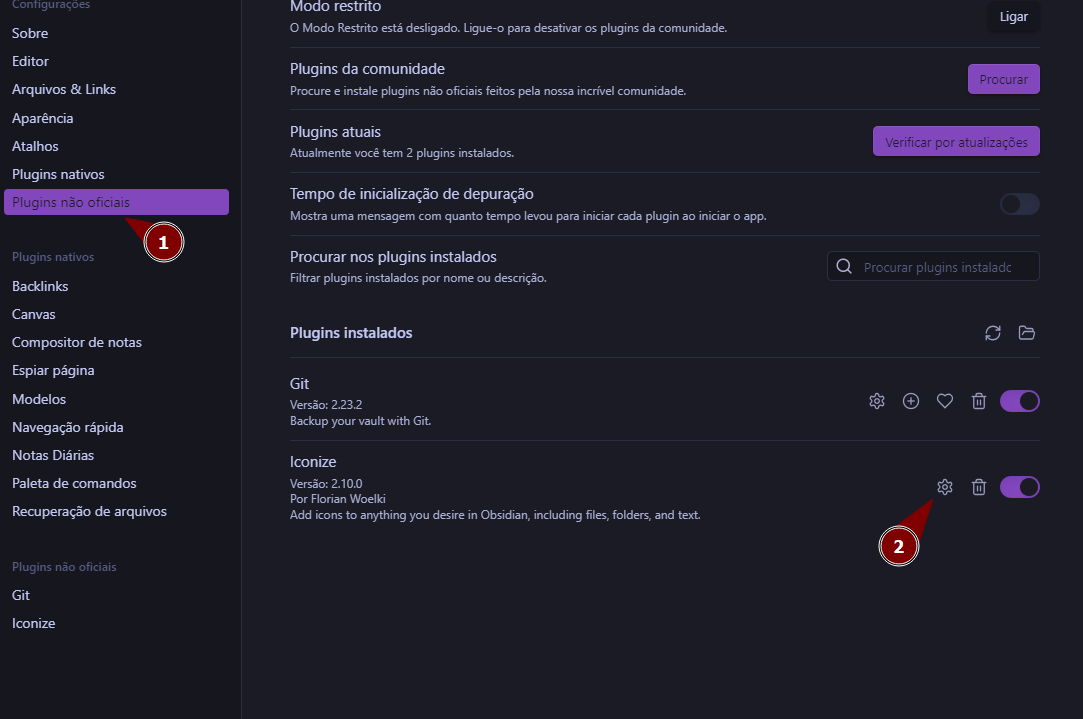 Configurações
Sobre
Editor
Arquivos & Links
Aparência
Atalhos
Plugins nativos
Plugins não oficiais
1
Plugins nativos
Backlinks
Canvas
Compositor de notas
Espiar página
Modelos
Navegação rápida
Notas Diárias
Paleta de comandos
Recuperação de arquivos
Plugins não oficiais
Git
Iconize
Modo restrito
O Modo Restrito está desligado. Ligue-o para desativar os plugins da comunidade.
Ligar
Plugins da comunidade
Procure e instale plugins não oficiais feitos pela nossa incrível comunidade.
Procurar
Plugins atuais
Atualmente você tem 2 plugins instalados.
Verificar por atualizações
Tempo de inicialização de depuração
Mostra uma mensagem com quanto tempo levou para iniciar cada plugin ao iniciar o app.
Procurar nos plugins instalados
Filtrar plugins instalados por nome ou descrição.
Procurar plugins instaladc
Plugins instalados
Git
Versão: 2.23.2
Backup your vault with Git.
Iconize
Versão: 2.10.0
Por Florian Woelki
Add icons to anything you desire in Obsidian, including files, folders, and text.
2